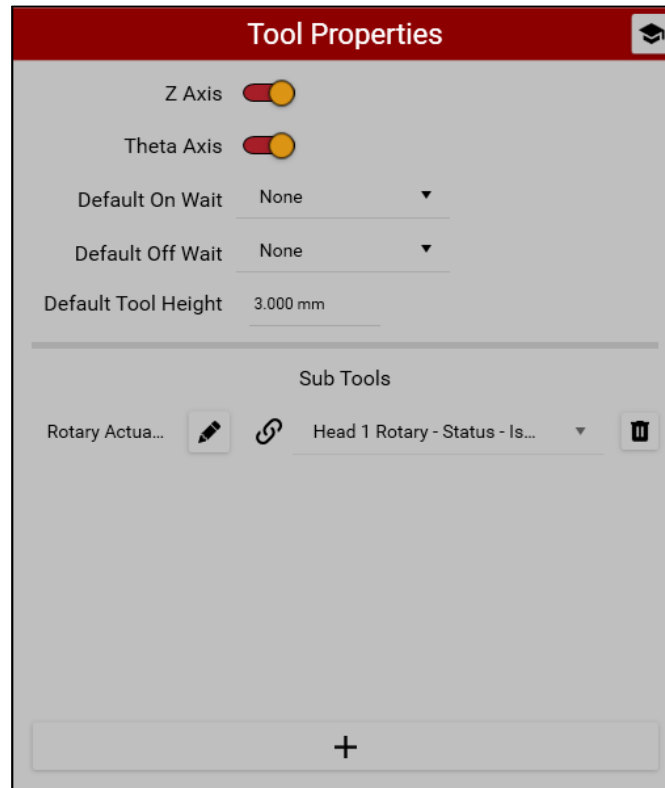 Tool Properties
Z Axis
Theta Axis
Default On Wait None
Default Off Wait None
Default Tool Height 3.000 mm
Sub Tools
Rotary Actua... Head 1 Rotary - Status - Is...
+